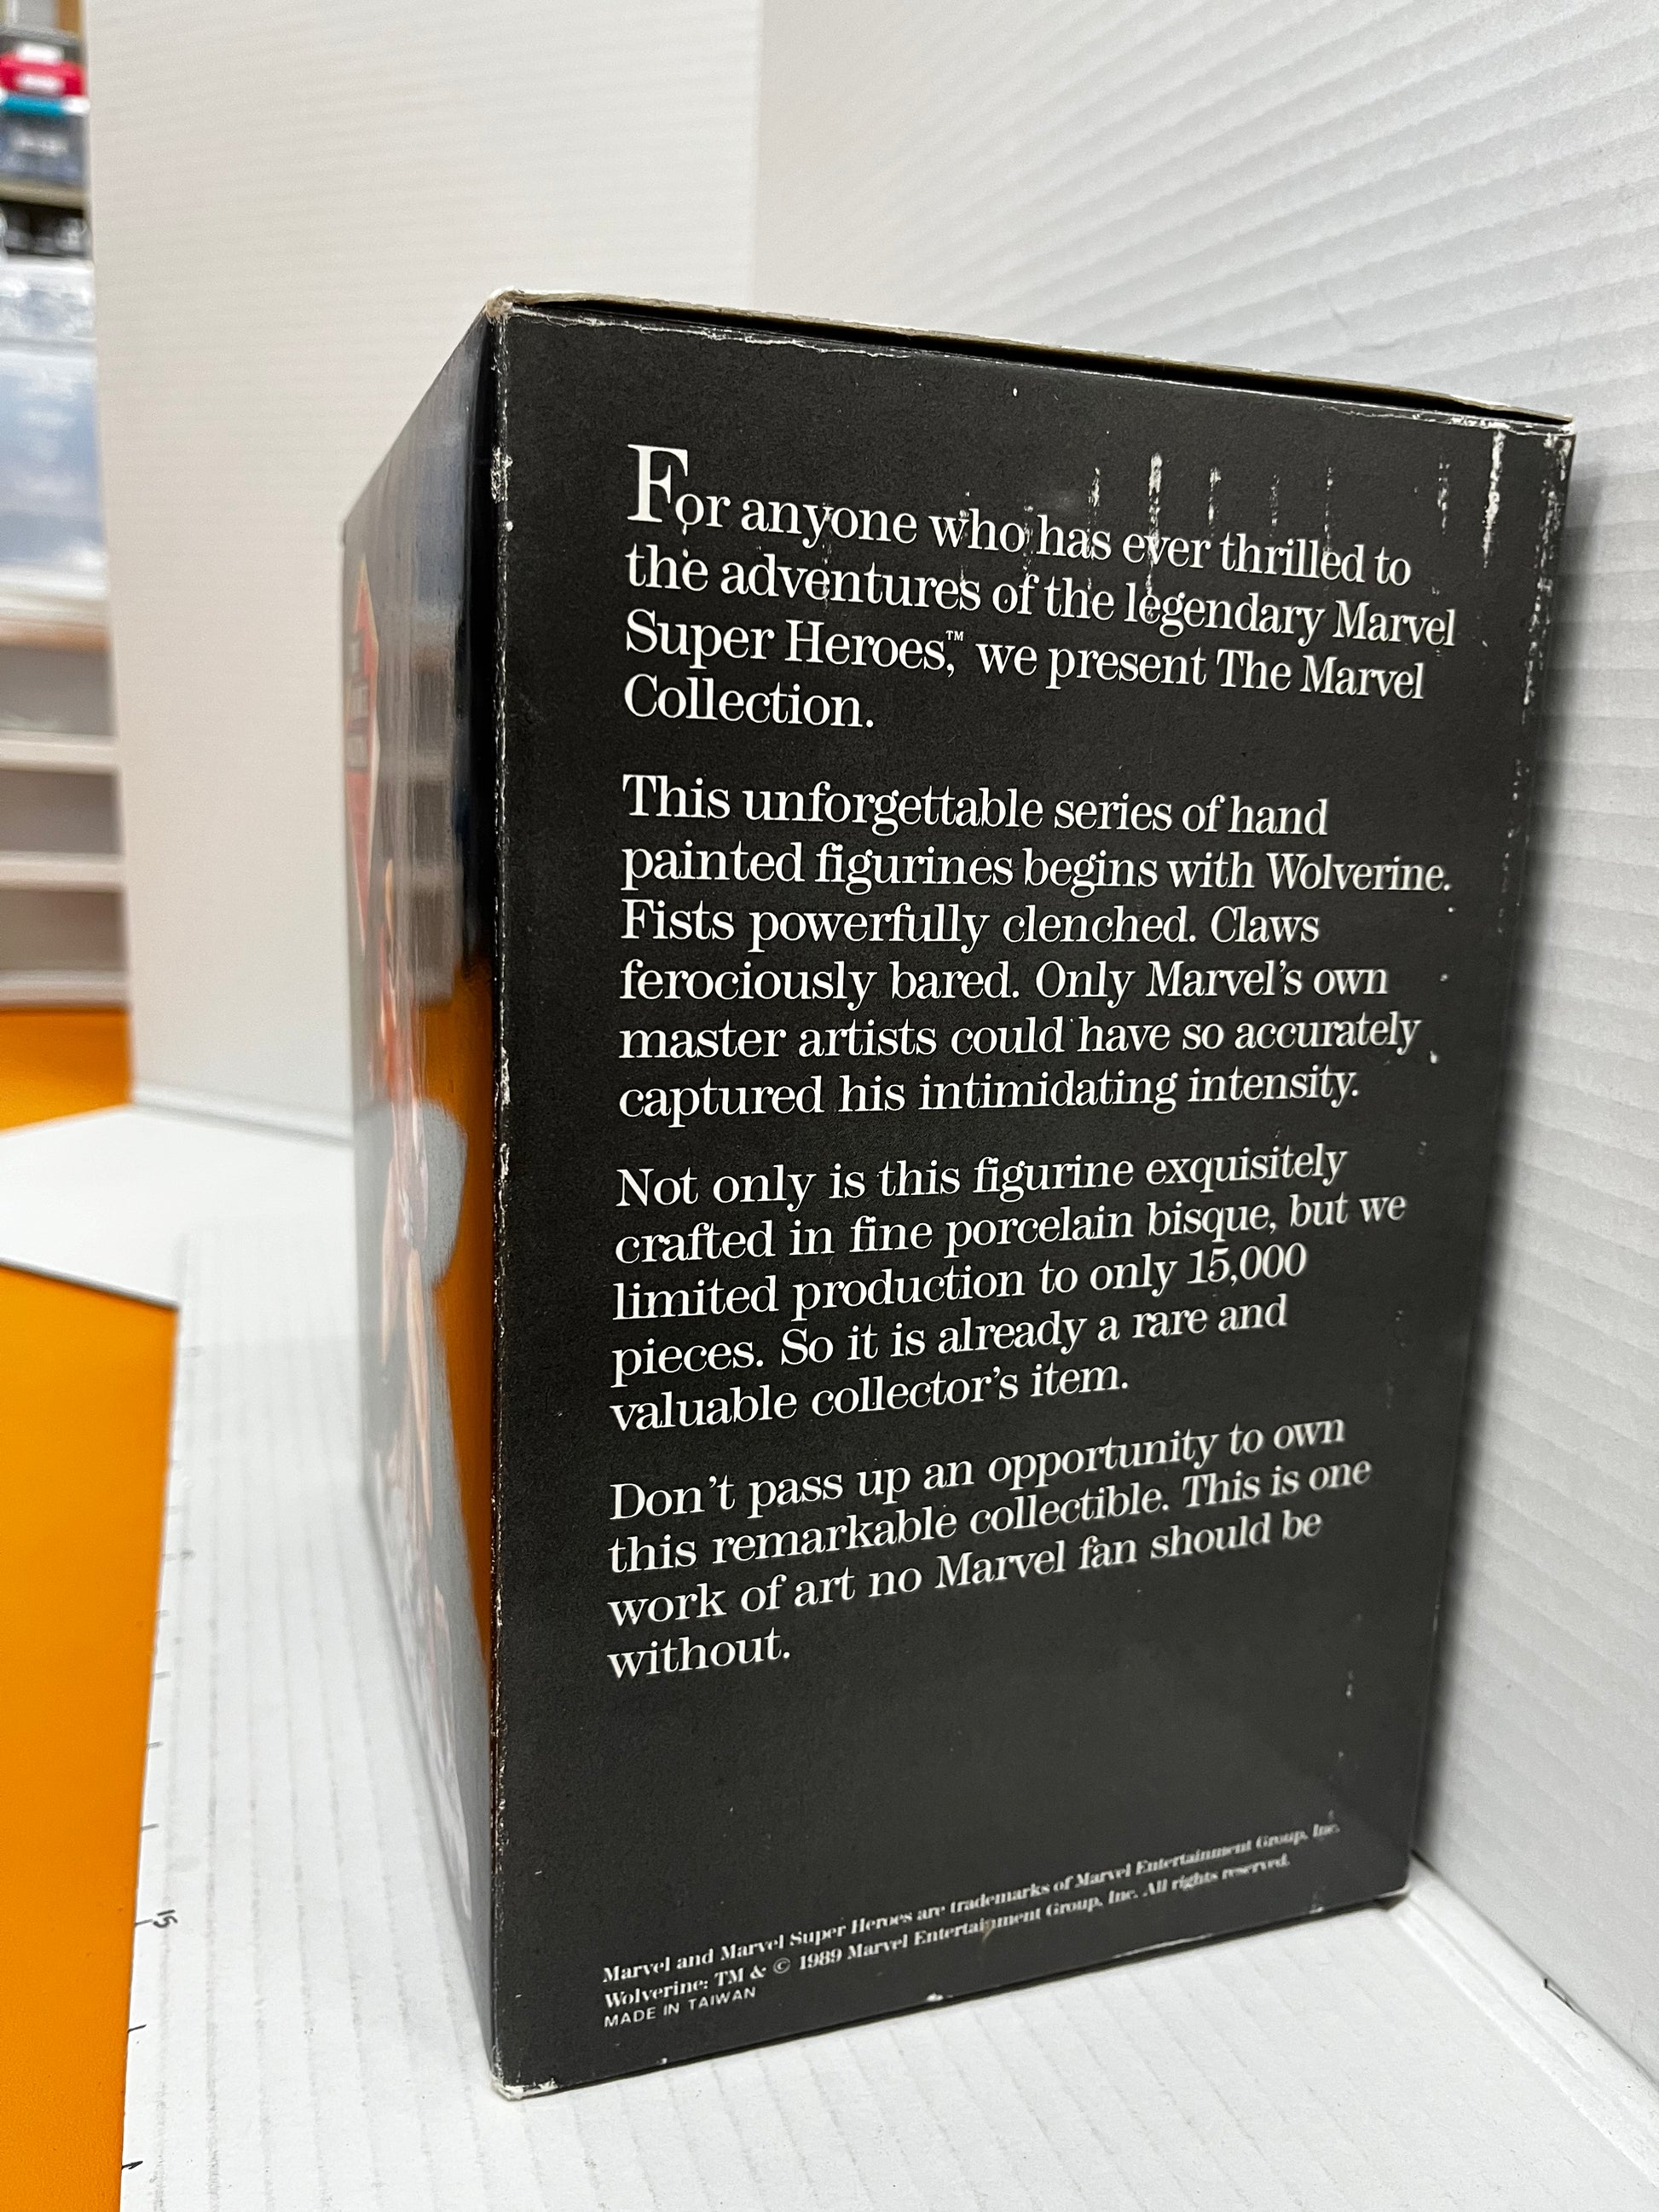 For anyone who has ever thrilled to
the adventures of the legendary Marvel
Super Heroes,™ we present The Marvel
Collection.
This unforgettable series of hand
painted figurines begins with Wolverine.
Fists powerfully clenched. Claws
ferociously bared. Only Marvel's own
master artists could have so accurately
captured his intimidating intensity.
Not only is this figurine exquisitely
crafted in fine porcelain bisque, but we
limited production to only 15,000
pieces. So it is already a rare and
valuable collector's item.
Don't pass up an opportunity to own
this remarkable collectible. This is one
work of art no Marvel fan should be
without.
Marvel and Marvel Super Heroes are trademarks of Marvel Entertainment Group, Inc.
Wolverine: TM & © 1989 Marvel Entertainment Group, Inc. All rights reserved.
MADE IN TAIWAN
15